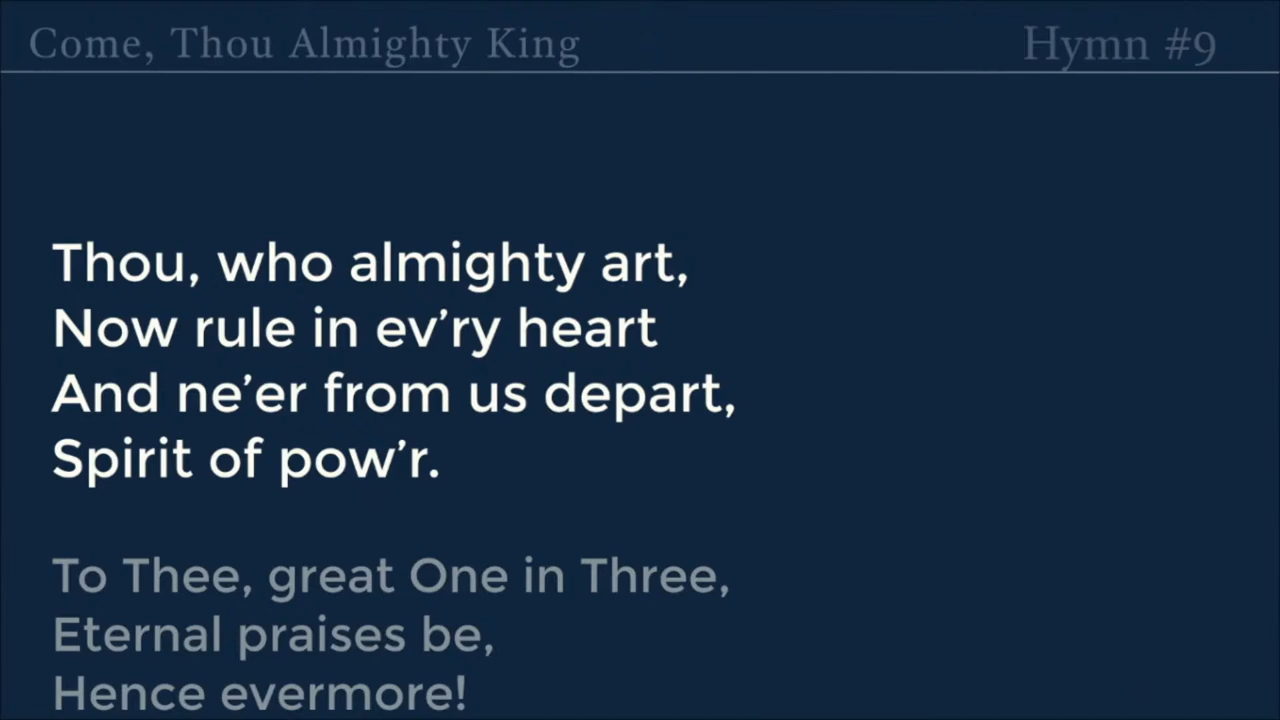 Come, Thou Almighty King
Hymn #9
Thou, who almighty art,
Now rule in ev’ry heart
And ne’er from us depart,
Spirit of pow’r.
To Thee, great One in Three,
Eternal praises be,
Hence evermore!